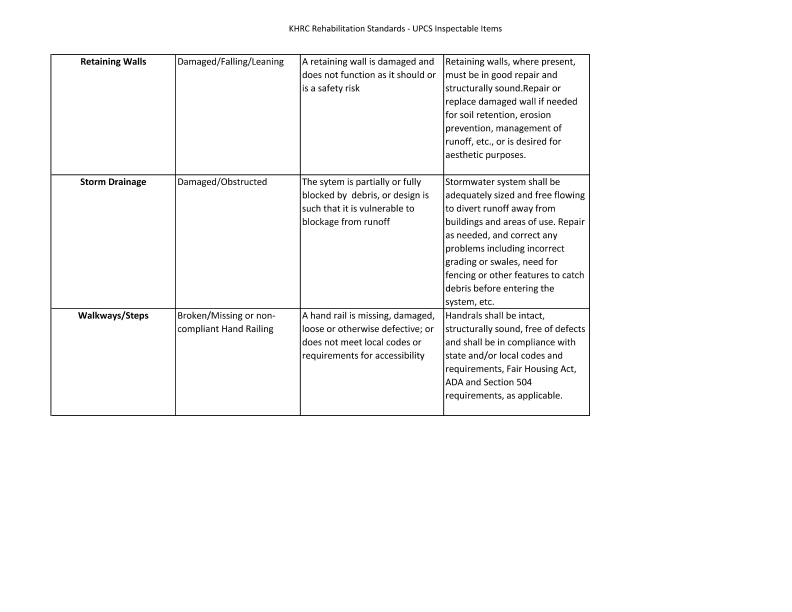 KHRC Rehabilitation Standards - UPCS Inspectable Items
Retaining Walls
Damaged/Falling/Leaning
A retaining wall is damaged and
does not function as it should or
is a safety risk
Retaining walls, where present,
must be in good repair and
structurally sound.Repair or
replace damaged wall if needed
for soil retention, erosion
prevention, management of
runoff, etc., or is desired for
aesthetic purposes.
Storm Drainage
Damaged/Obstructed
The sytem is partially or fully
blocked by  debris, or design is
such that it is vulnerable to
blockage from runoff
Stormwater system shall be
adequately sized and free flowing
to divert runoff away from
buildings and areas of use. Repair
as needed, and correct any
problems including incorrect
grading or swales, need for
fencing or other features to catch
debris before entering the
system, etc.
Walkways/Steps
Broken/Missing or non-
compliant Hand Railing
A hand rail is missing, damaged,
loose or otherwise defective; or
does not meet local codes or
requirements for accessibility
Handrals shall be intact,
structurally sound, free of defects
and shall be in compliance with
state and/or local codes and
requirements, Fair Housing Act,
ADA and Section 504
requirements, as applicable.